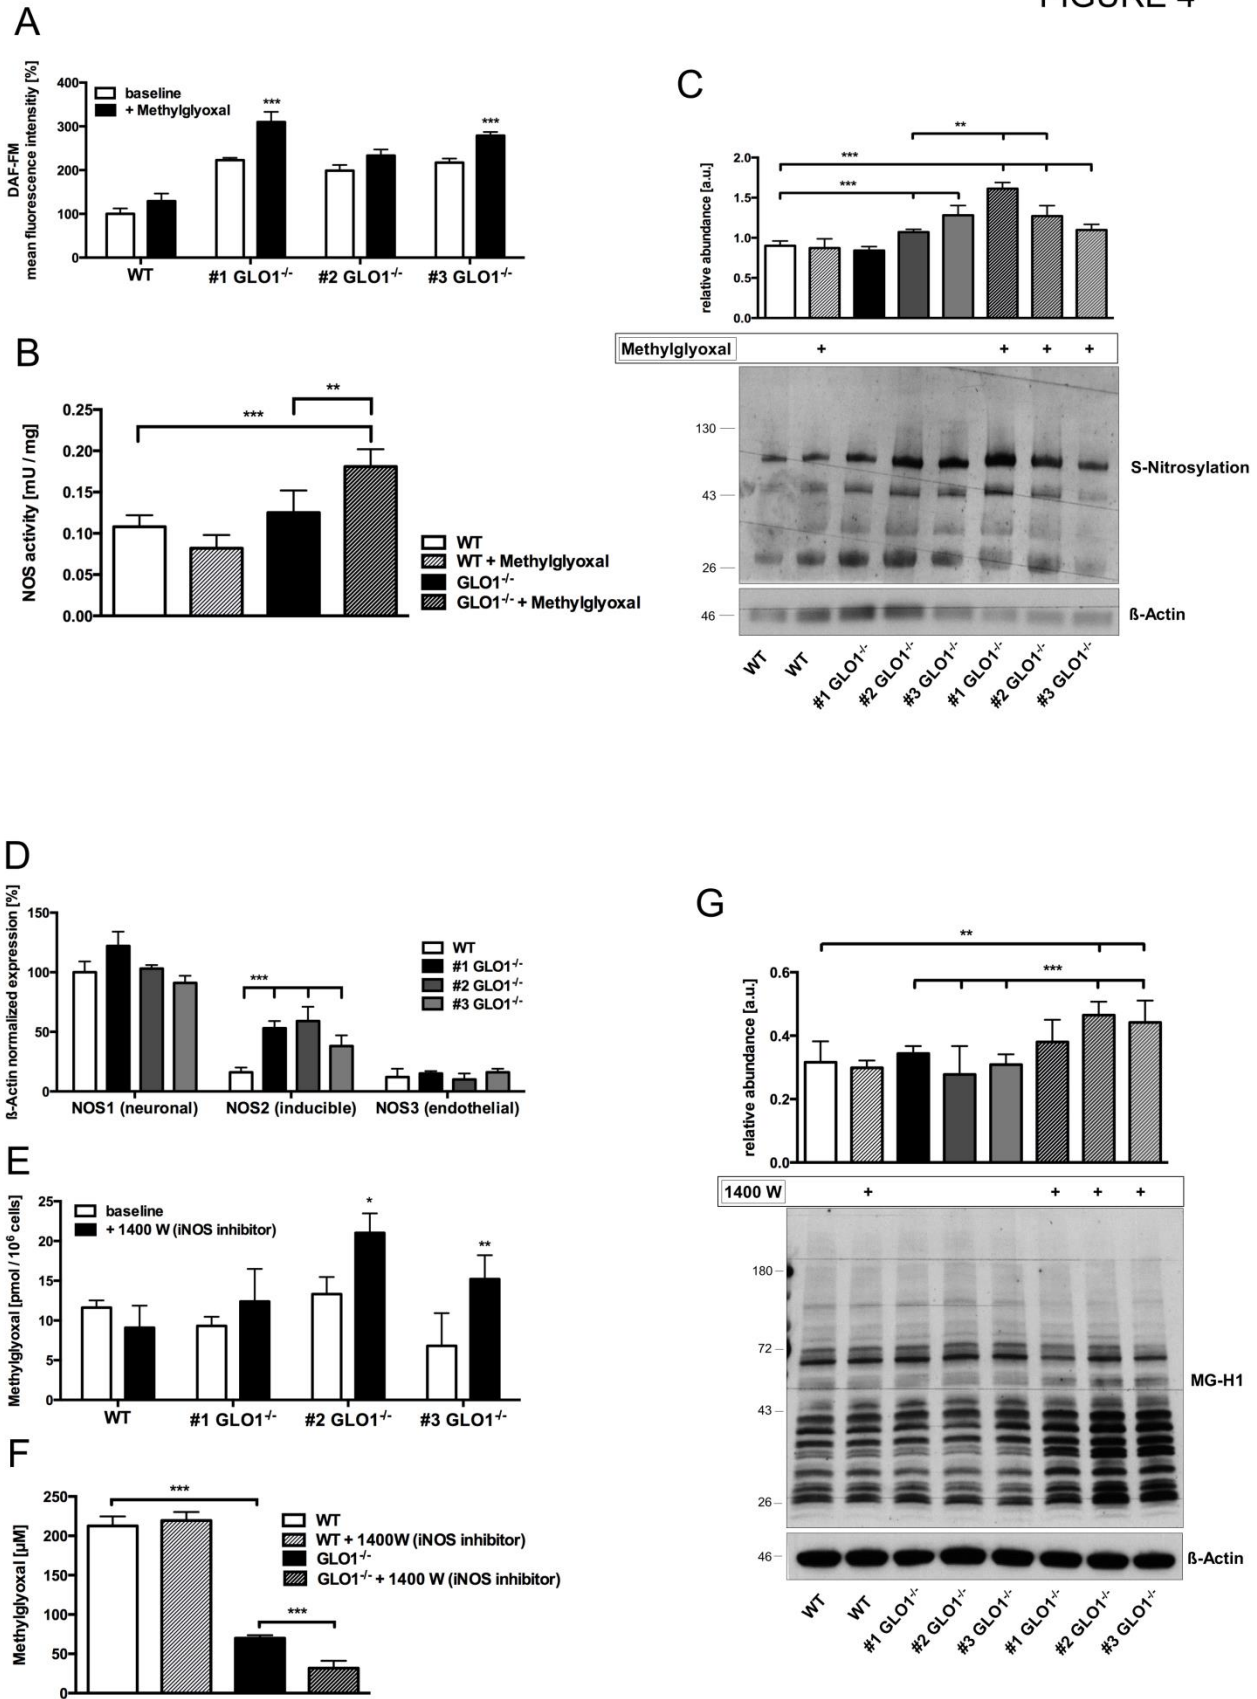 FIGURE 4
A
DAF-FM
mean fluorescence intensitiy [%]
400
300
200
100
0
baseline
+ Methylglyoxal
***
***
WT
#1 GLO1-/-
#2 GLO1-/-
#3 GLO1-/-
B
NOS activity [mU / mg]
0.25
0.20
0.15
0.10
0.05
0.00
***
**
WT
WT + Methylglyoxal
GLO1-/-
GLO1-/- + Methylglyoxal
C
relative abundance [a.u.]
2.0
1.5
1.0
0.5
0.0
**
***
***
Methylglyoxal + + + +
130
43
26
S-Nitrosylation
46
ß-Actin
WT
WT
#1 GLO1-/-
#2 GLO1-/-
#3 GLO1-/-
#1 GLO1-/-
#2 GLO1-/-
#3 GLO1-/-
D
ß-Actin normalized expression [%]
150
100
50
0
***
WT
#1 GLO1-/-
#2 GLO1-/-
#3 GLO1-/-
NOS1 (neuronal)
NOS2 (inducible)
NOS3 (endothelial)
E
Methylglyoxal [pmol / 10⁶ cells]
25
20
15
10
5
0
baseline
+ 1400 W (iNOS inhibitor)
*
**
WT
#1 GLO1-/-
#2 GLO1-/-
#3 GLO1-/-
F
Methylglyoxal [µM]
250
200
150
100
50
0
***
***
WT
WT + 1400W (iNOS inhibitor)
GLO1-/-
GLO1-/- + 1400 W (iNOS inhibitor)
G
relative abundance [a.u.]
0.6
0.4
0.2
0.0
**
***
1400 W + + + +
180
72
43
26
MG-H1
46
ß-Actin
WT
WT
#1 GLO1-/-
#2 GLO1-/-
#3 GLO1-/-
#1 GLO1-/-
#2 GLO1-/-
#3 GLO1-/-